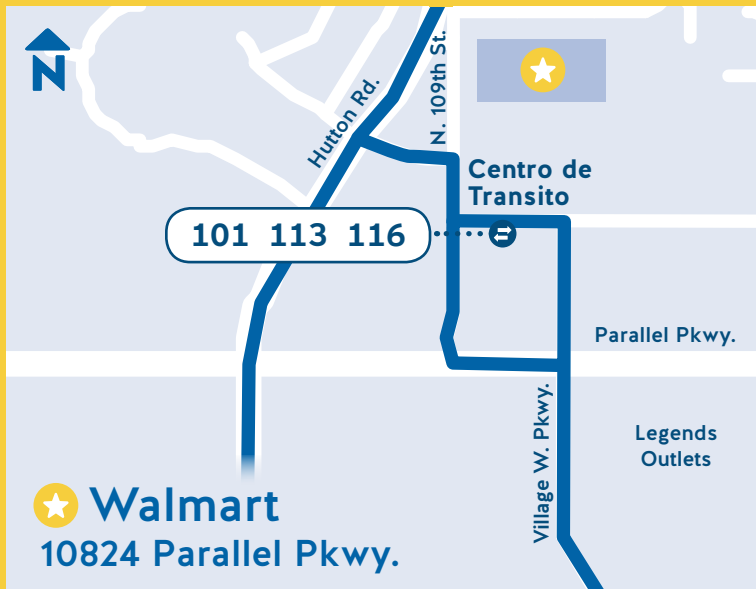 N
N. 109th St.
Hutton Rd.
Centro de
Transito
101 113 116
Parallel Pkwy.
Village W. Pkwy.
Legends
Outlets
Walmart
10824 Parallel Pkwy.